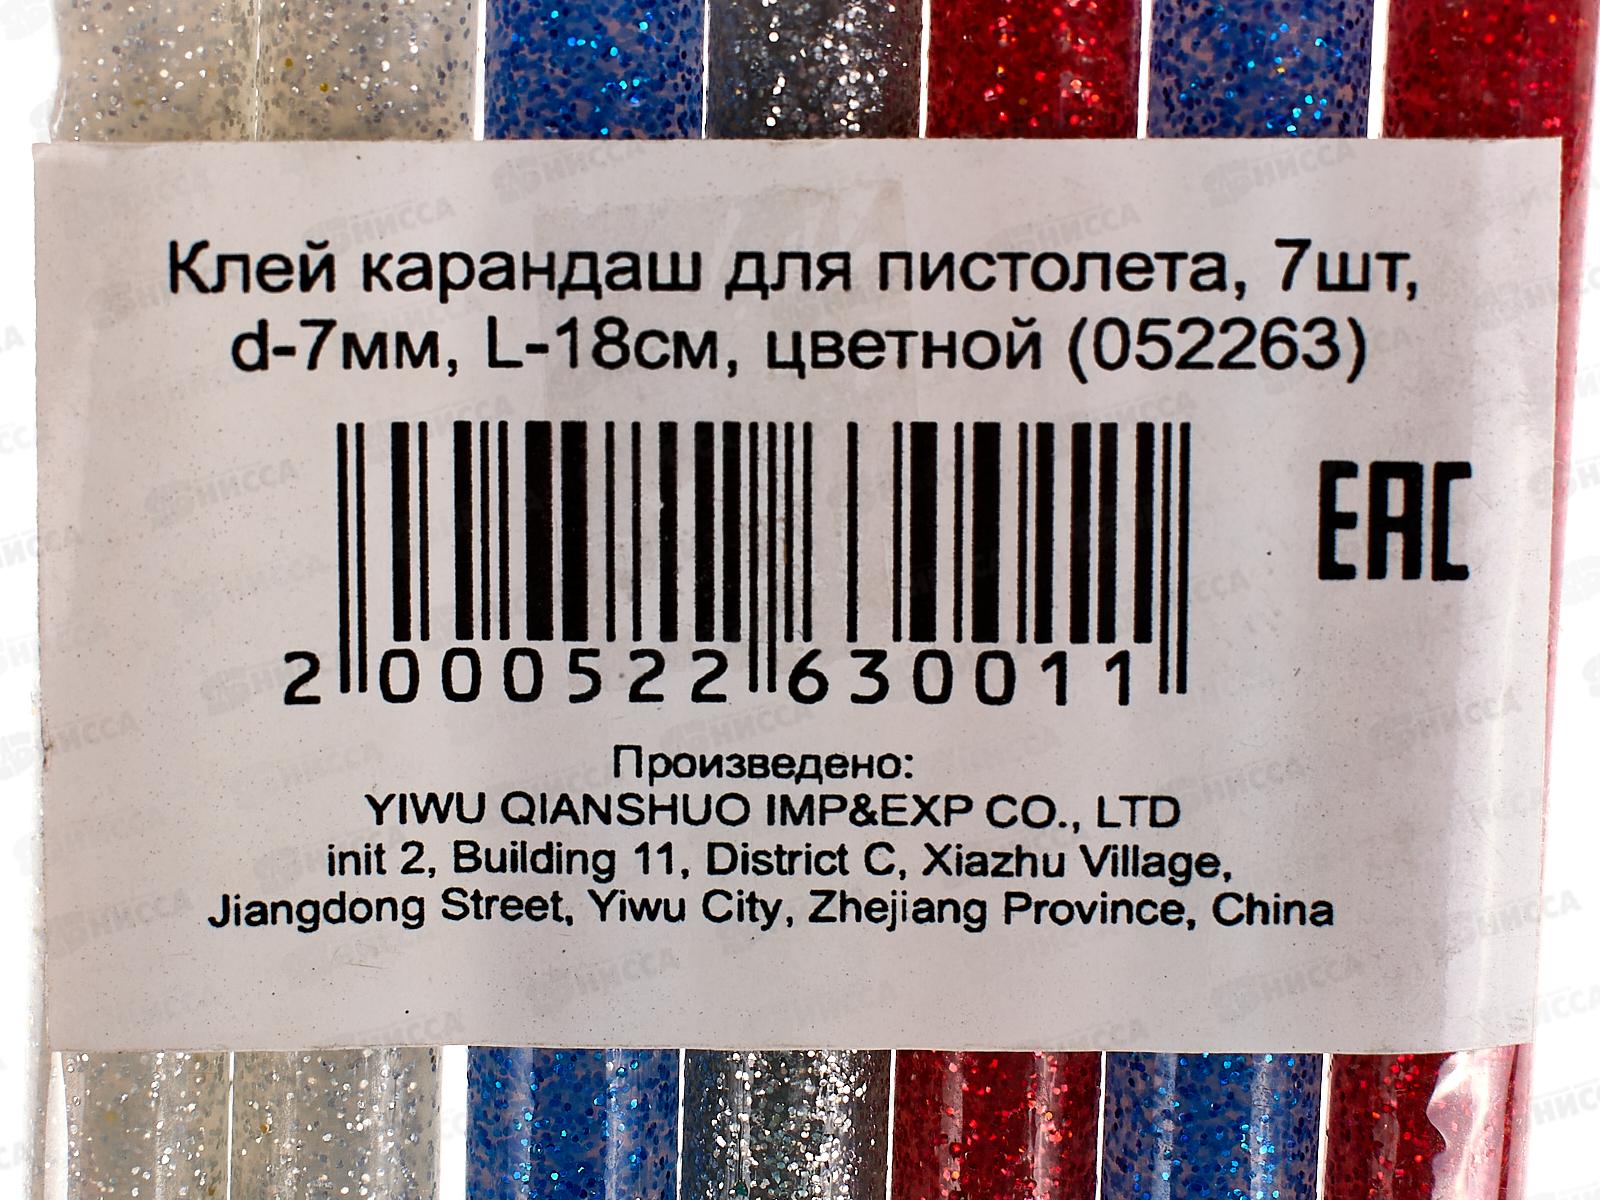 Клей карандаш для пистолета, 7шт,
d-7мм, L-18см, цветной (052263)
EAC
2 000522 630011
Произведено:
YIWU QIANSHUO IMP&EXP CO., LTD
init 2, Building 11, District C, Xiazhu Village,
Jiangdong Street, Yiwu City, Zhejiang Province, China